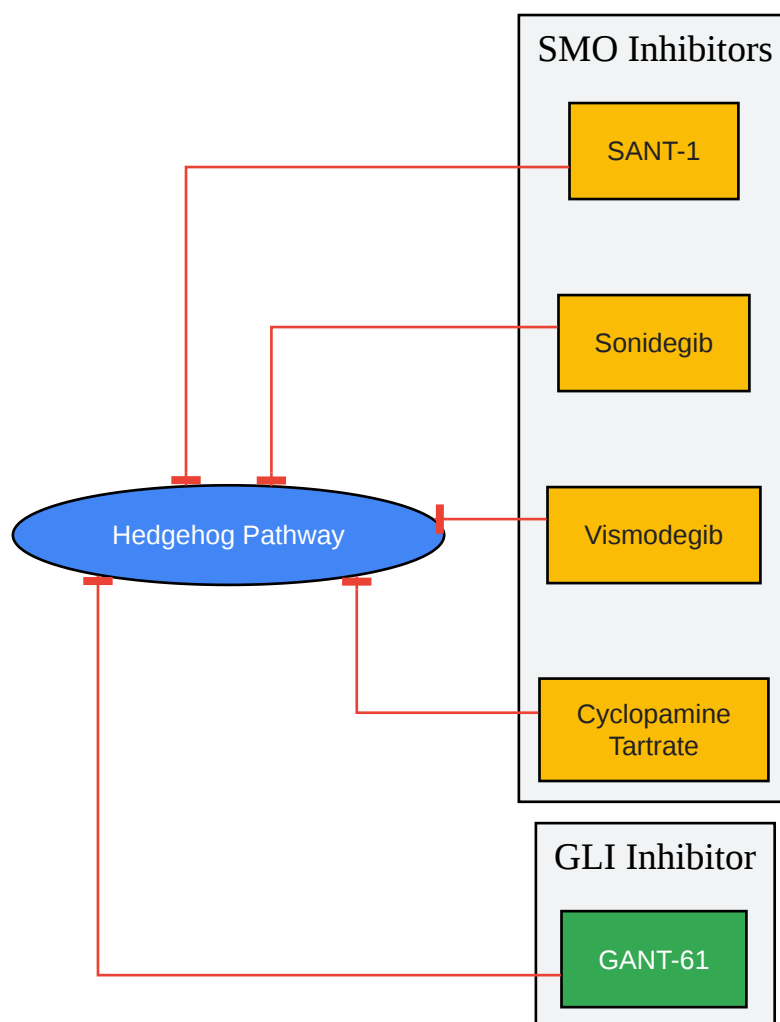 SMO Inhibitors
SANT-1
Sonidegib
Hedgehog Pathway
Vismodegib
Cyclopamine
Tartrate
GLI Inhibitor
GANT-61